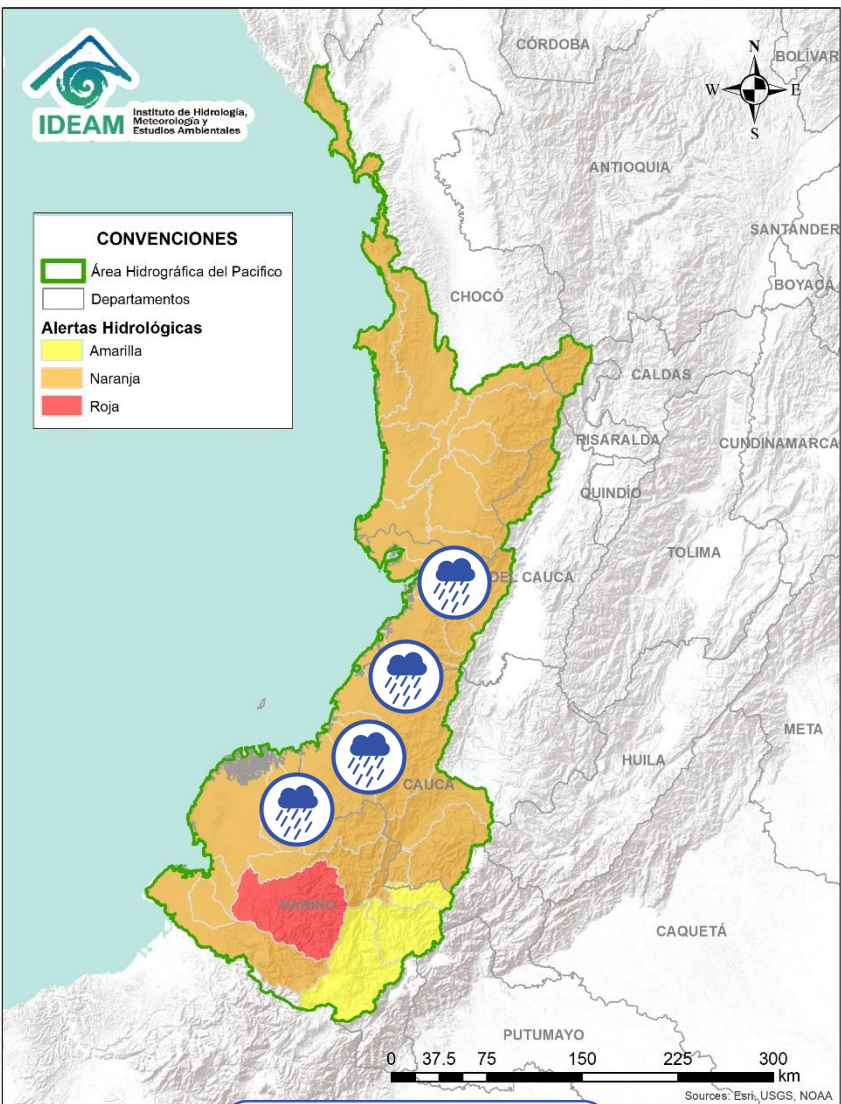 IDEAM
Instituto de Hidrología,
Meteorología y
Estudios Ambientales
N
W
E
S
CÓRDOBA
BOLÍVAR
ANTIOQUIA
SANTANDER
BOYACÁ
CONVENCIONES
Área Hidrográfica del Pacifico
Departamentos
Alertas Hidrológicas
Amarilla
Naranja
Roja
CHOCÓ
CALDAS
RISARALDA
CUNDINAMARCA
QUINDÍO
TOLIMA
DEL CAUCA
META
HUILA
CAUCA
NARIÑO
CAQUETÁ
PUTUMAYO
0 37.5 75 150 225 300
km
Sources: Esri, USGS, NOAA